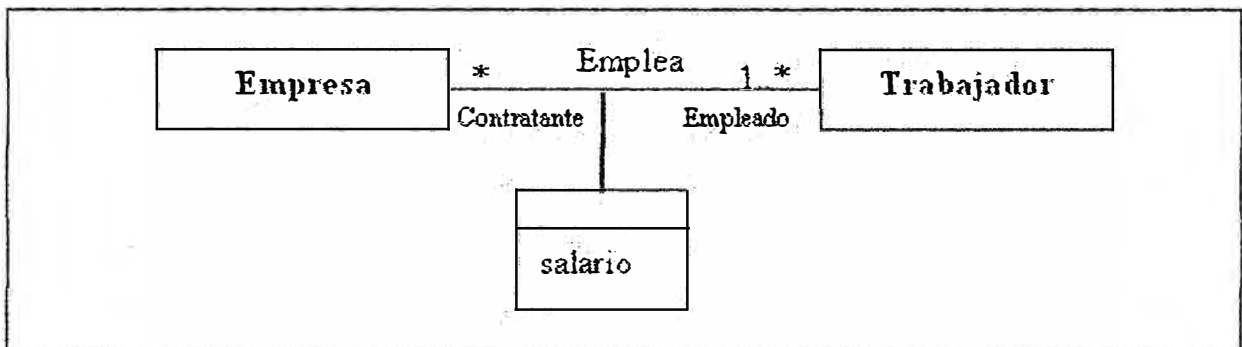 Empresa
*
Emplea
1..*
Trabajador
Contratante
Empleado
salario